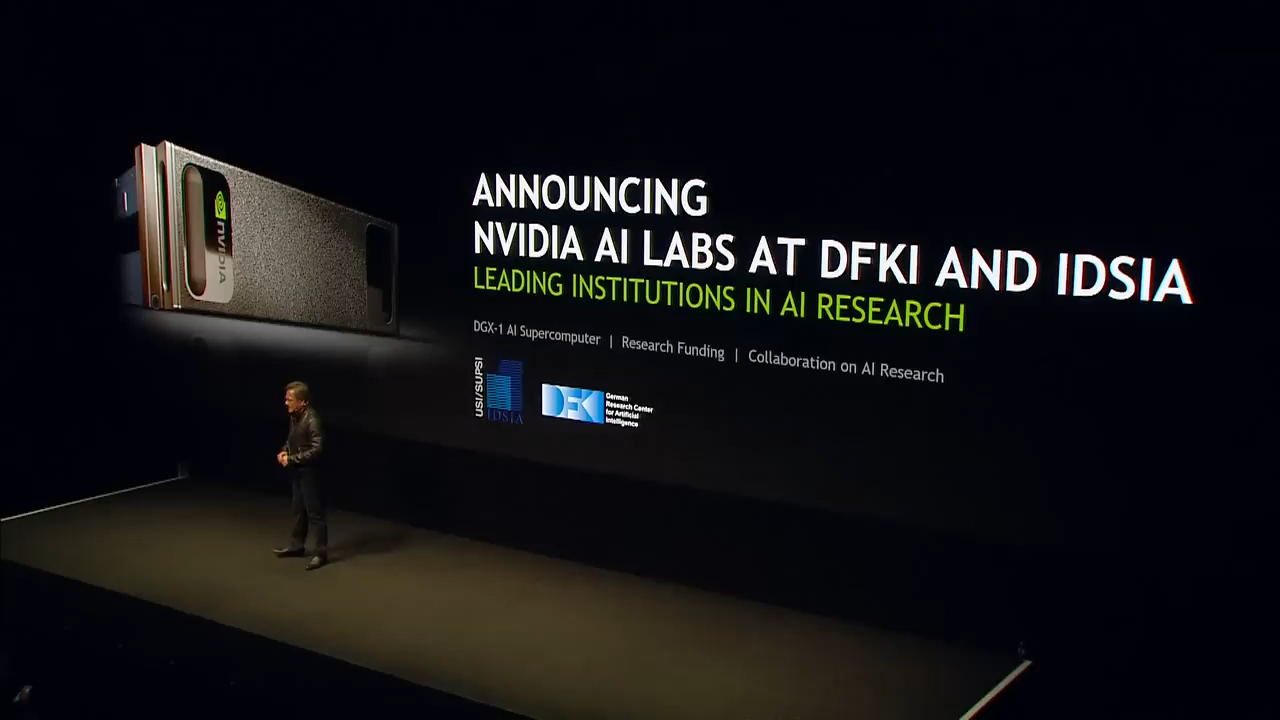 ANNOUNCING
NVIDIA AI LABS AT DFKI AND IDSIA
LEADING INSTITUTIONS IN AI RESEARCH
DGX-1 AI Supercomputer | Research Funding | Collaboration on AI Research
USI/SUPSI
IDSIA
DFKI
German
Research Center
for Artificial
Intelligence
NVIDIA